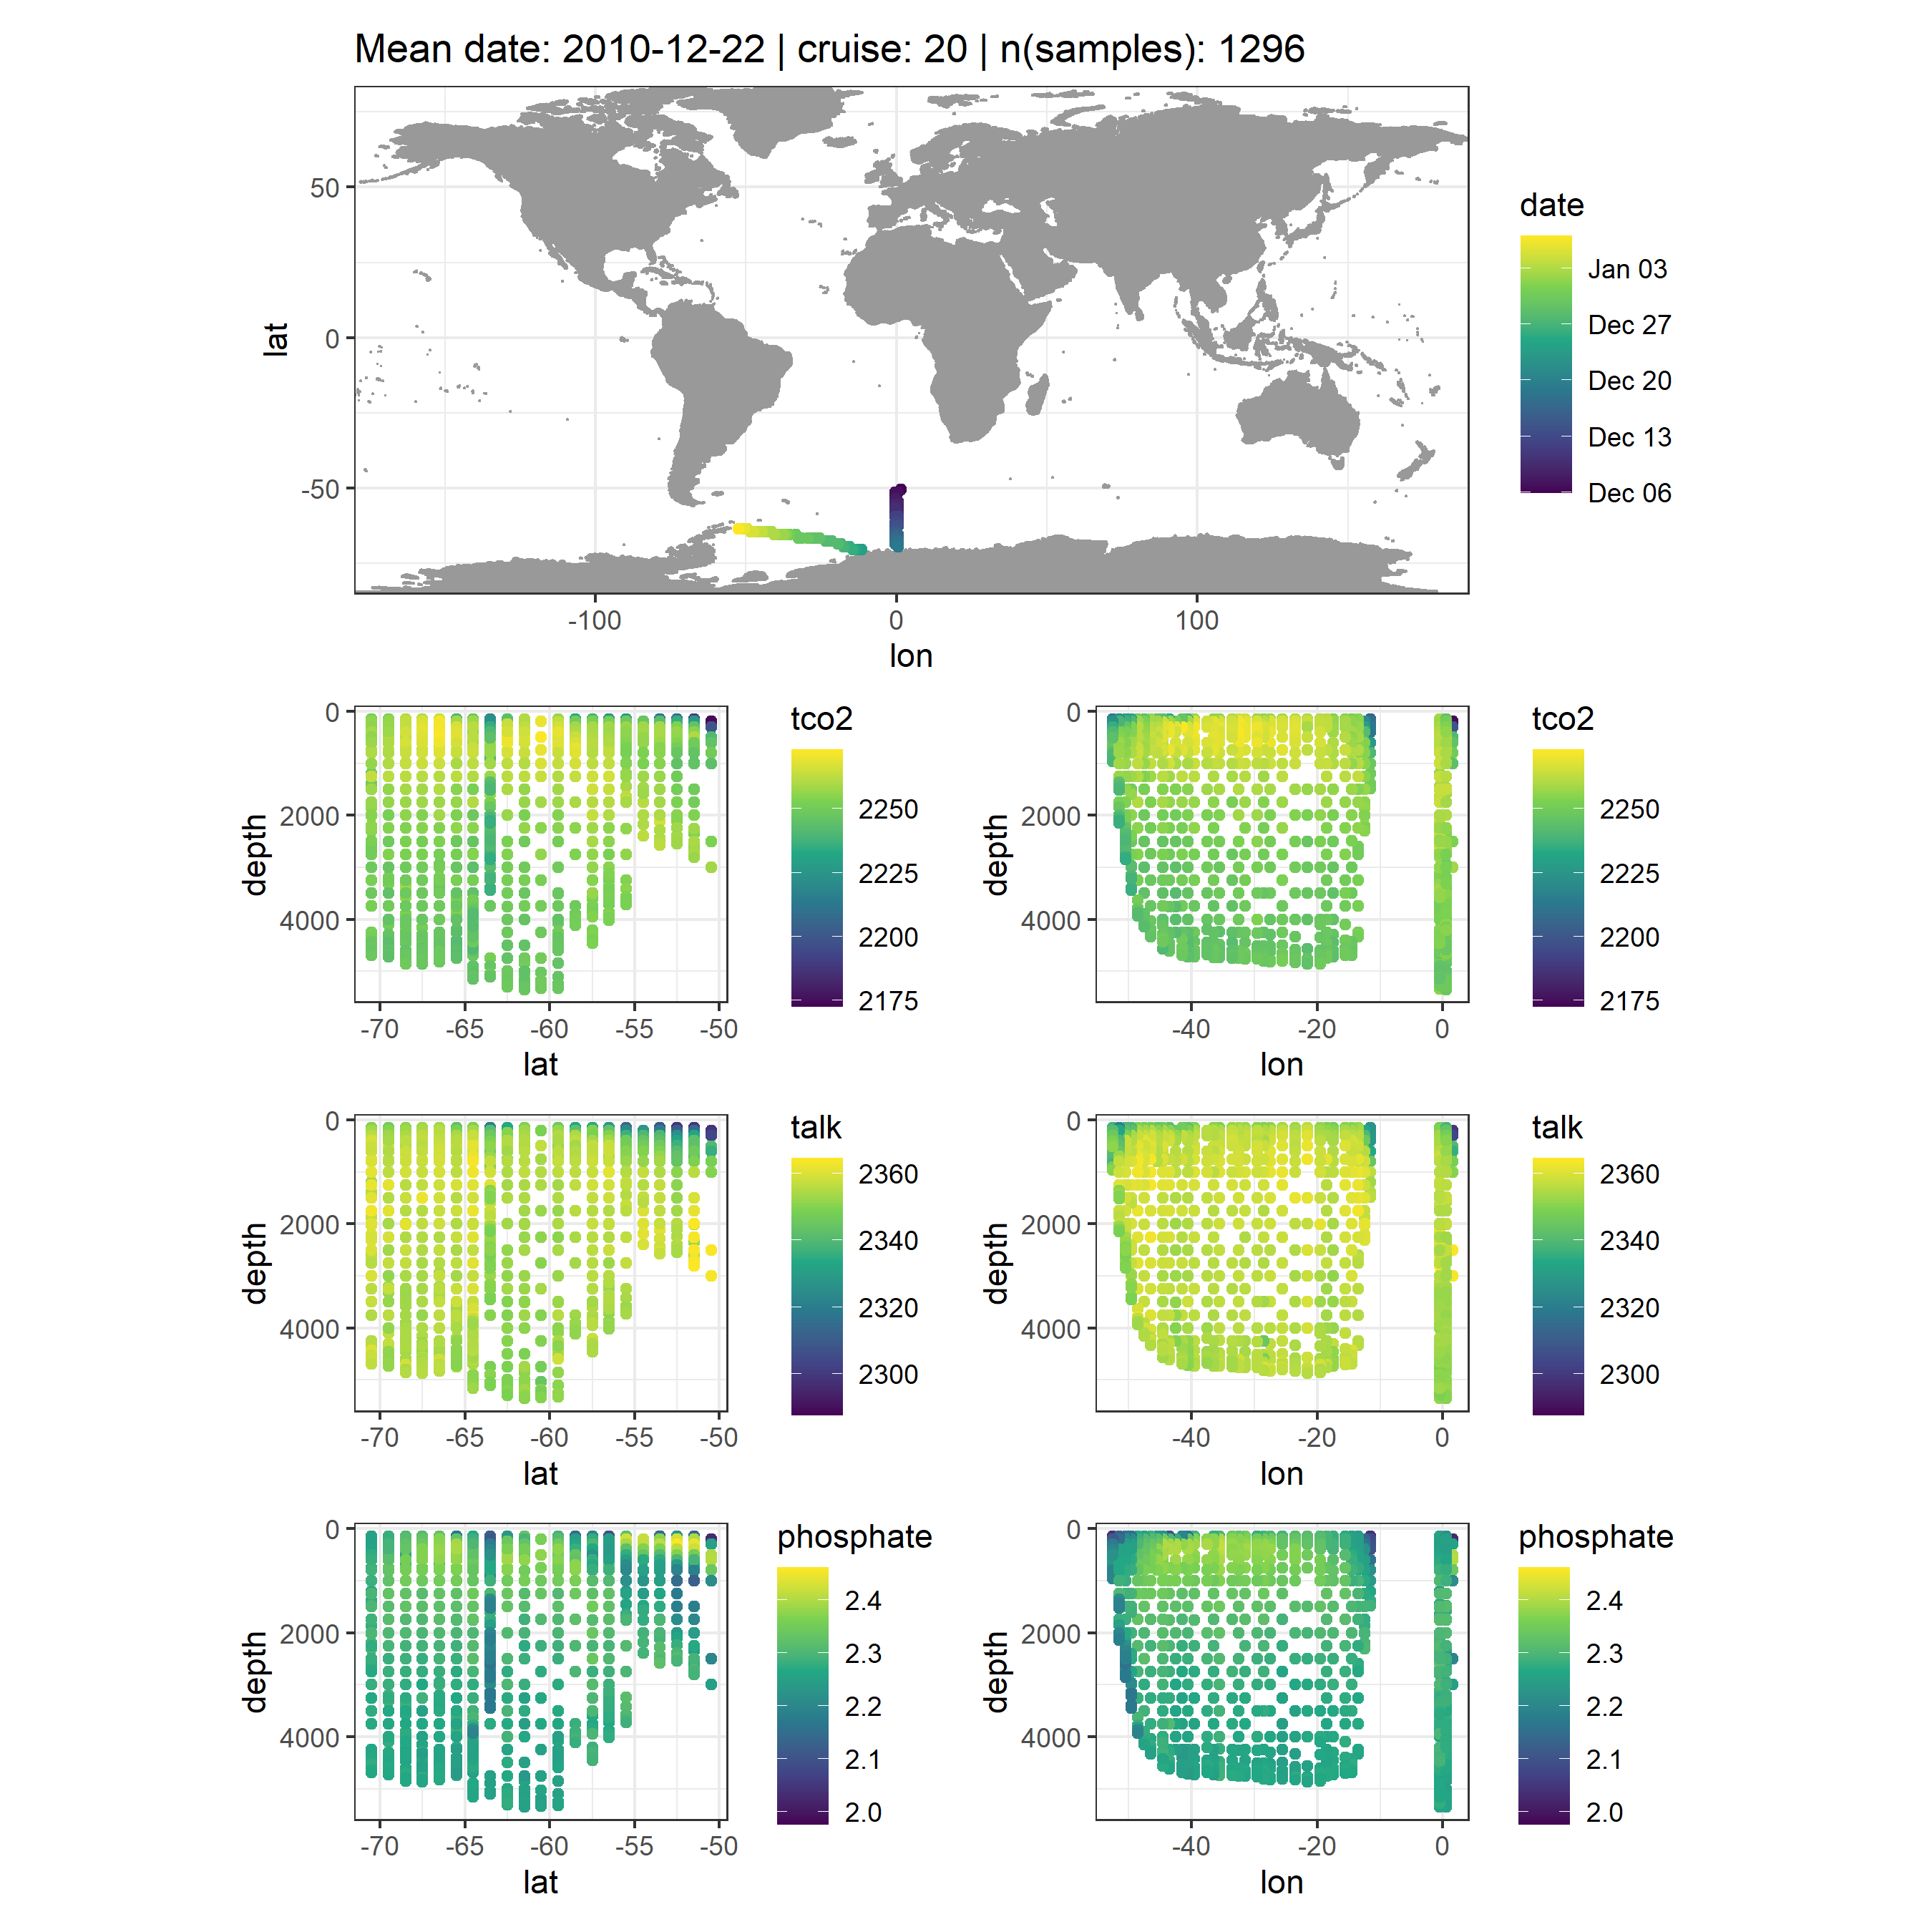 Mean date: 2010-12-22 | cruise: 20 | n(samples): 1296
50
0
-50
lat
-100
0
100
lon
date
Jan 03
Dec 27
Dec 20
Dec 13
Dec 06
0
2000
4000
depth
-70
-65
-60
-55
-50
lat
tco2
2250
2225
2200
2175
0
2000
4000
depth
-40
-20
0
lon
tco2
2250
2225
2200
2175
0
2000
4000
depth
-70
-65
-60
-55
-50
lat
talk
2360
2340
2320
2300
0
2000
4000
depth
-40
-20
0
lon
talk
2360
2340
2320
2300
0
2000
4000
depth
-70
-65
-60
-55
-50
lat
phosphate
2.4
2.3
2.2
2.1
2.0
0
2000
4000
depth
-40
-20
0
lon
phosphate
2.4
2.3
2.2
2.1
2.0